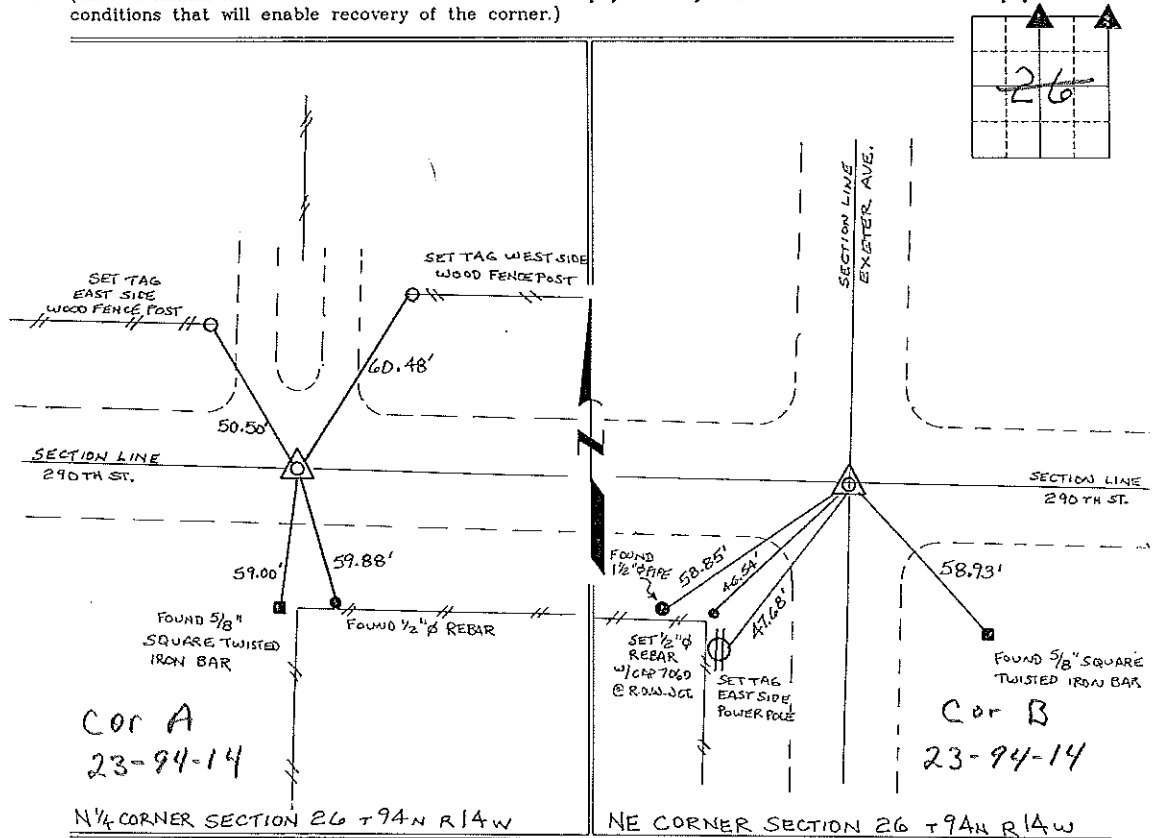 conditions that will enable recovery of the corner.)
26
SET TAG
EAST SIDE
WOOD FENCE POST
SET TAG WEST SIDE
WOOD FENCEPOST
60.48'
50.50'
SECTION LINE
290TH ST.
59.00'
59.88'
FOUND 5/8"
SQUARE TWISTED
IRON BAR
FOUND 1/2"ø REBAR
Cor A
23-94-14
N 1/4 CORNER SECTION 26 T94N R14W
N
SECTION LINE
EXETER AVE.
SECTION LINE
290TH ST.
FOUND
1 1/2"ø PIPE
58.85'
46.54'
47.68'
58.93'
SET 1/2"ø
REBAR
W/CAP 7060
@ R.O.W. JCT.
SET TAG
EAST SIDE
POWER POLE
FOUND 5/8" SQUARE
TWISTED IRON BAR
Cor B
23-94-14
NE CORNER SECTION 26 T94N R14W